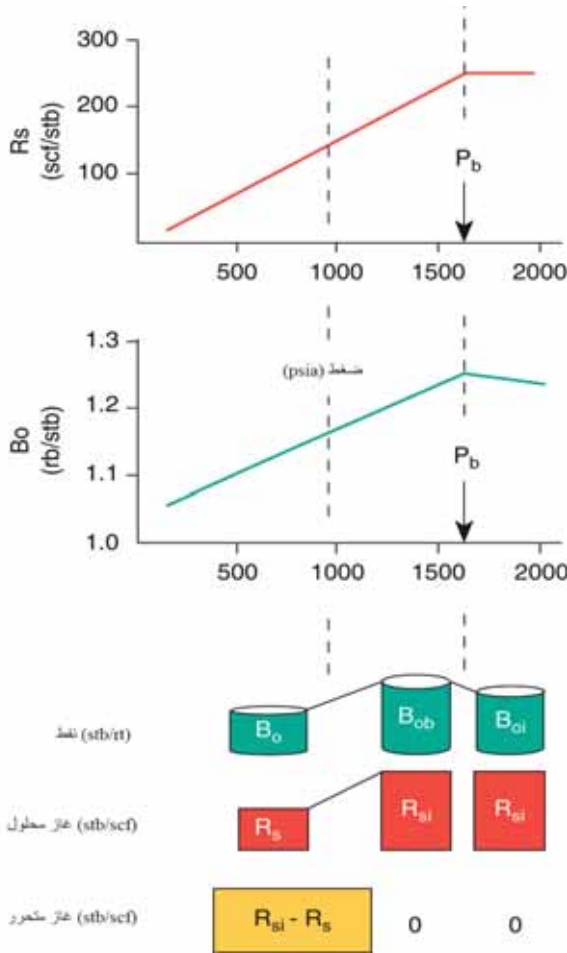 300
200
100
Rs
(scf/stb)
Pb
500 1000 1500 2000
1.3
1.2
1.1
1.0
Bo
(rb/stb)
ضغط (psia)
Pb
500 1000 1500 2000
نفط (stb/rt)
Bo Bob Boi
غاز محلول (stb/scf)
Rs Rsi Rsi
غاز متحرر (stb/scf)
Rsi - Rs 0 0